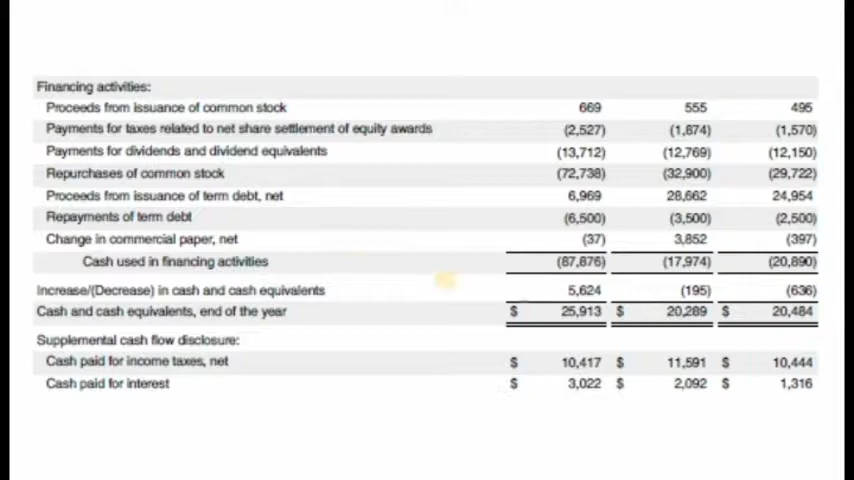 Financing activities:
Proceeds from issuance of common stock 669 555 495
Payments for taxes related to net share settlement of equity awards (2,527) (1,874) (1,570)
Payments for dividends and dividend equivalents (13,712) (12,769) (12,150)
Repurchases of common stock (72,738) (32,900) (29,722)
Proceeds from issuance of term debt, net 6,969 28,662 24,954
Repayments of term debt (6,500) (3,500) (2,500)
Change in commercial paper, net (37) 3,852 (397)
Cash used in financing activities (87,876) (17,974) (20,890)
Increase/(Decrease) in cash and cash equivalents 5,624 (195) (636)
Cash and cash equivalents, end of the year $ 25,913 $ 20,289 $ 20,484
Supplemental cash flow disclosure:
Cash paid for income taxes, net $ 10,417 $ 11,591 $ 10,444
Cash paid for interest $ 3,022 $ 2,092 $ 1,316